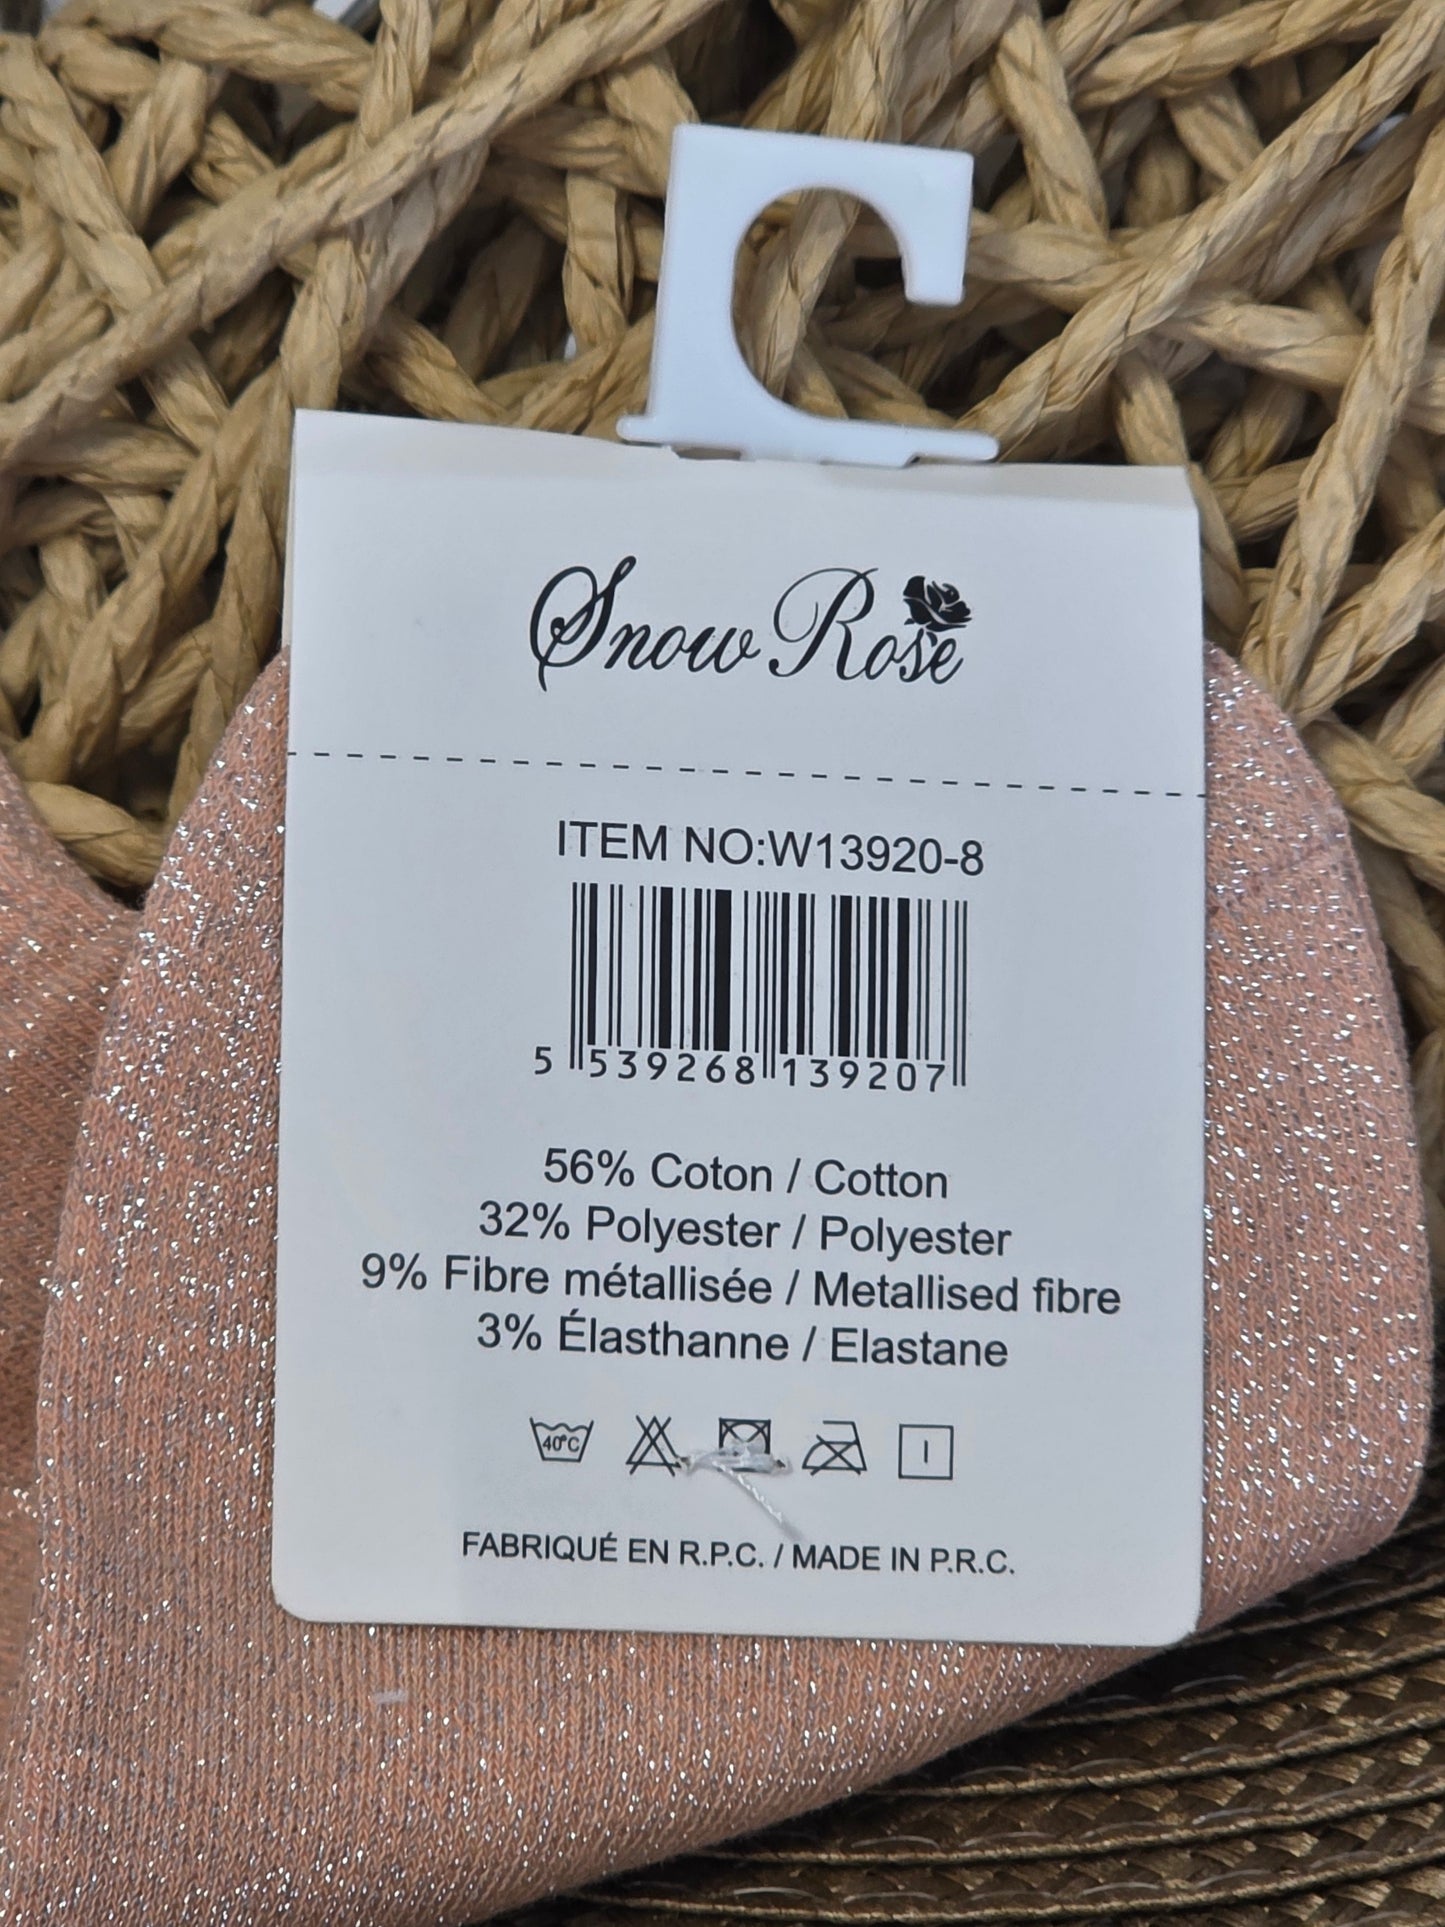 Snow Rose
ITEM NO:W13920-8
5 539268 139207
56% Coton / Cotton
32% Polyester / Polyester
9% Fibre métallisée / Metallised fibre
3% Élasthanne / Elastane
40°C
FABRIQUÉ EN R.P.C. / MADE IN P.R.C.